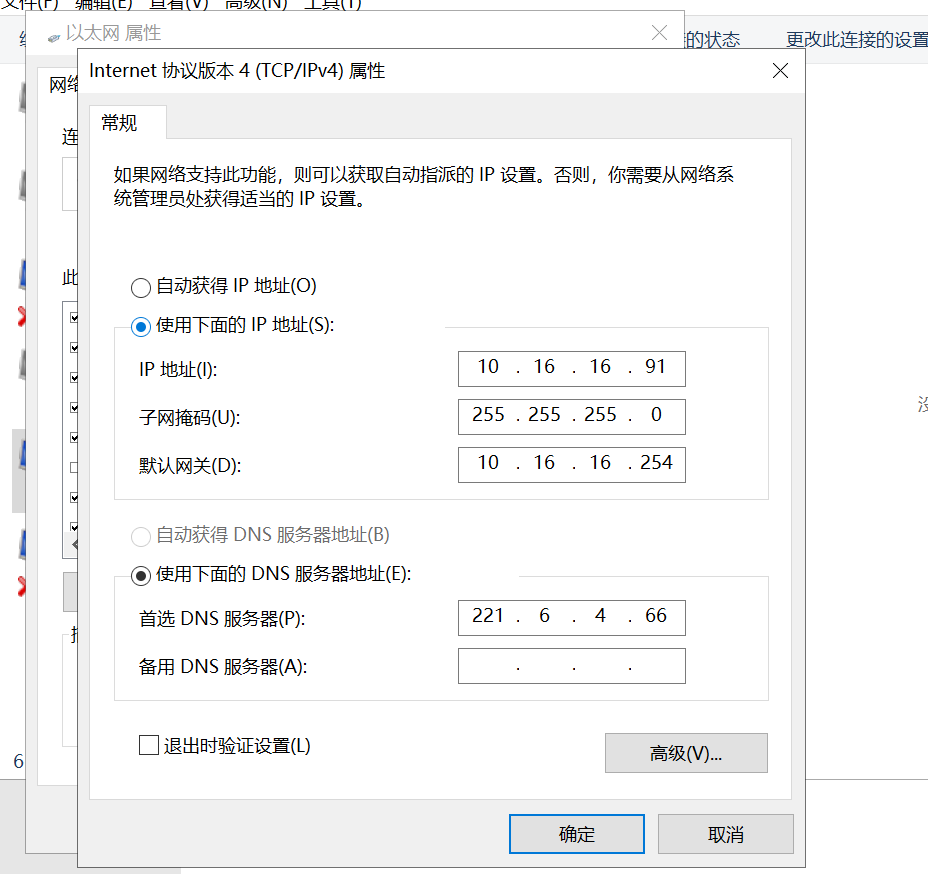 文件(F) 编辑(E) 查看(V) 高级(N) 工具(T)
以太网 属性
的状态 更改此连接的设置
Internet 协议版本 4 (TCP/IPv4) 属性
网络
常规
连
如果网络支持此功能，则可以获取自动指派的 IP 设置。否则，你需要从网络系
统管理员处获得适当的 IP 设置。
此
自动获得 IP 地址(O)
使用下面的 IP 地址(S):
IP 地址(I): 10 . 16 . 16 . 91
子网掩码(U): 255 . 255 . 255 . 0
默认网关(D): 10 . 16 . 16 . 254
自动获得 DNS 服务器地址(B)
使用下面的 DNS 服务器地址(E):
首选 DNS 服务器(P): 221 . 6 . 4 . 66
备用 DNS 服务器(A): . . .
退出时验证设置(L)
高级(V)...
6
确定 取消